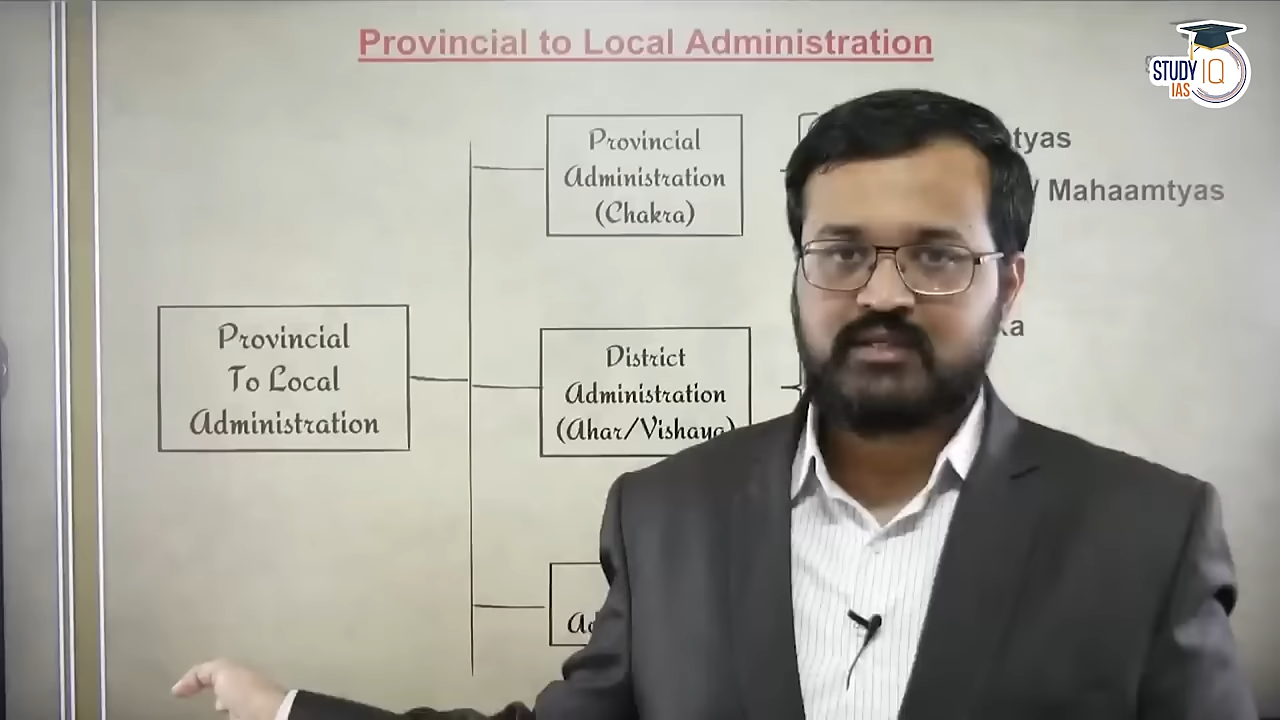 Provincial to Local Administration
STUDY IQ
IAS
Provincial
Administration
(Chakra)
Mahaamtyas
Provincial
To Local
Administration
District
Administration
(Ahar/Vishaya)